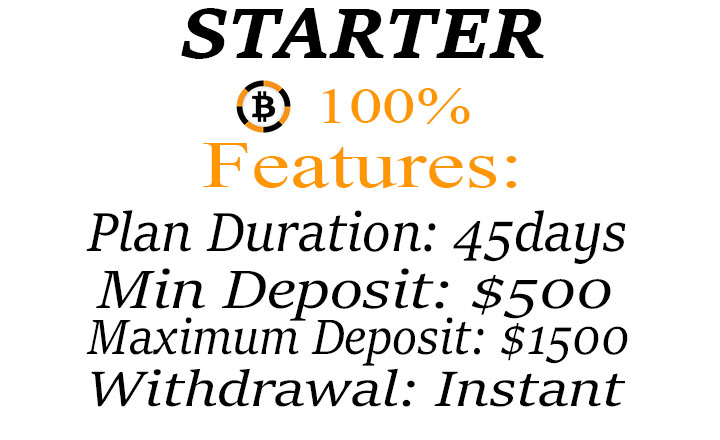 STARTER
₿ 100%
Features:
Plan Duration: 45days
Min Deposit: $500
Maximum Deposit: $1500
Withdrawal: Instant